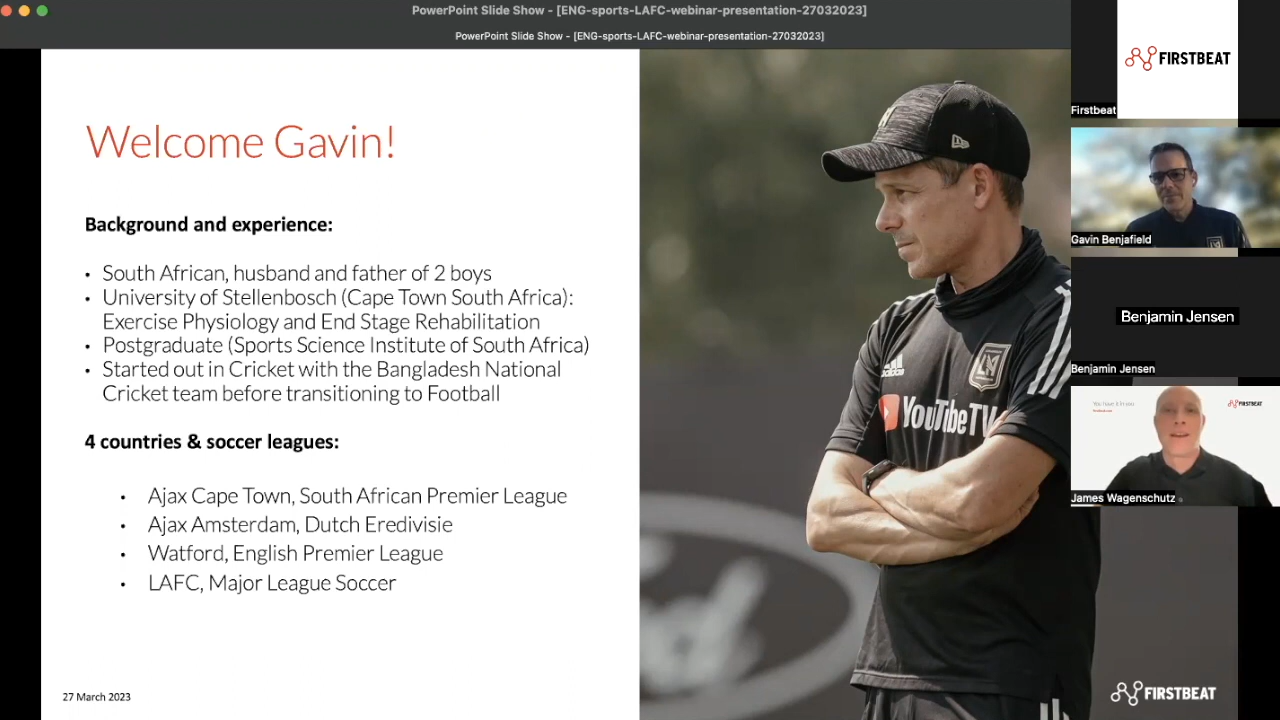 PowerPoint Slide Show - [ENG-sports-LAFC-webinar-presentation-27032023]
PowerPoint Slide Show - [ENG-sports-LAFC-webinar-presentation-27032023]
Welcome Gavin!
Background and experience:
• South African, husband and father of 2 boys
• University of Stellenbosch (Cape Town South Africa):
Exercise Physiology and End Stage Rehabilitation
• Postgraduate (Sports Science Institute of South Africa)
• Started out in Cricket with the Bangladesh National
Cricket team before transitioning to Football
4 countries & soccer leagues:
• Ajax Cape Town, South African Premier League
• Ajax Amsterdam, Dutch Eredivisie
• Watford, English Premier League
• LAFC, Major League Soccer
27 March 2023
adidas
YouTubeTV
Ford
FIRSTBEAT
FIRSTBEAT
Firstbeat
Gavin Benjafield
Benjamin Jensen
Benjamin Jensen
FIRSTBEAT
James Wagenschutz